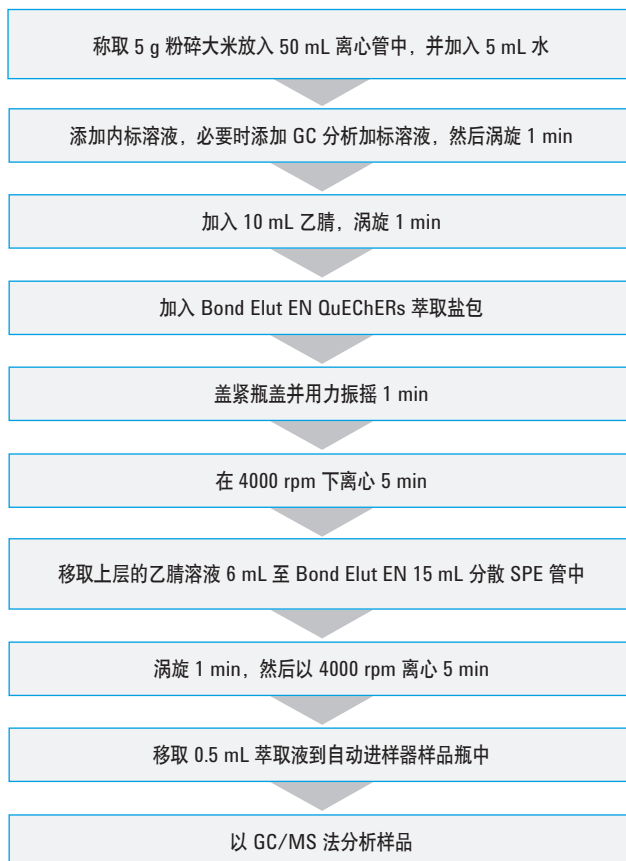 称取 5 g 粉碎大米放入 50 mL 离心管中，并加入 5 mL 水
添加内标溶液，必要时添加 GC 分析加标溶液，然后涡旋 1 min
加入 10 mL 乙腈，涡旋 1 min
加入 Bond Elut EN QuEChERs 萃取盐包
盖紧瓶盖并用力振摇 1 min
在 4000 rpm 下离心 5 min
移取上层的乙腈溶液 6 mL 至 Bond Elut EN 15 mL 分散 SPE 管中
涡旋 1 min，然后以 4000 rpm 离心 5 min
移取 0.5 mL 萃取液到自动进样器样品瓶中
以 GC/MS 法分析样品